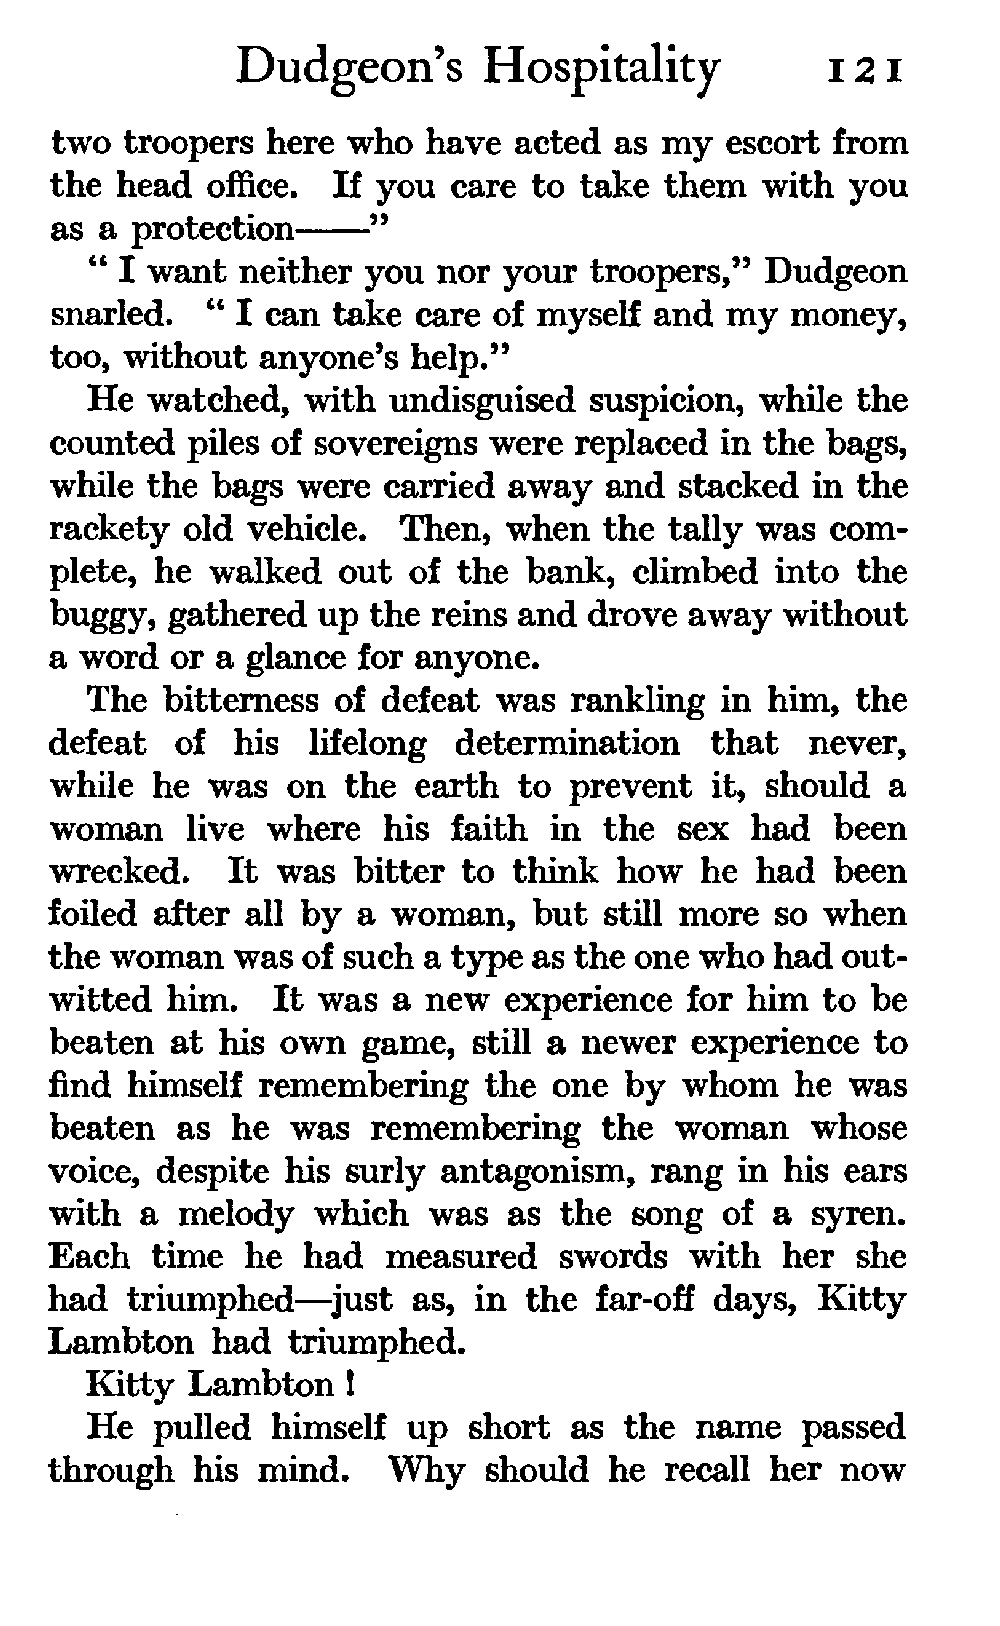 Dudgeon's Hospitality 121
two troopers here who have acted as my escort from
the head office. If you care to take them with you
as a protection——"
“ I want neither you nor your troopers,” Dudgeon
snarled. “ I can take care of myself and my money,
too, without anyone's help.”
He watched, with undisguised suspicion, while the
counted piles of sovereigns were replaced in the bags,
while the bags were carried away and stacked in the
rackety old vehicle. Then, when the tally was com-
plete, he walked out of the bank, climbed into the
buggy, gathered up the reins and drove away without
a word or a glance for anyone.
The bitterness of defeat was rankling in him, the
defeat of his lifelong determination that never,
while he was on the earth to prevent it, should a
woman live where his faith in the sex had been
wrecked. It was bitter to think how he had been
foiled after all by a woman, but still more so when
the woman was of such a type as the one who had out-
witted him. It was a new experience for him to be
beaten at his own game, still a newer experience to
find himself remembering the one by whom he was
beaten as he was remembering the woman whose
voice, despite his surly antagonism, rang in his ears
with a melody which was as the song of a syren.
Each time he had measured swords with her she
had triumphed—just as, in the far-off days, Kitty
Lambton had triumphed.
Kitty Lambton !
He pulled himself up short as the name passed
through his mind. Why should he recall her now